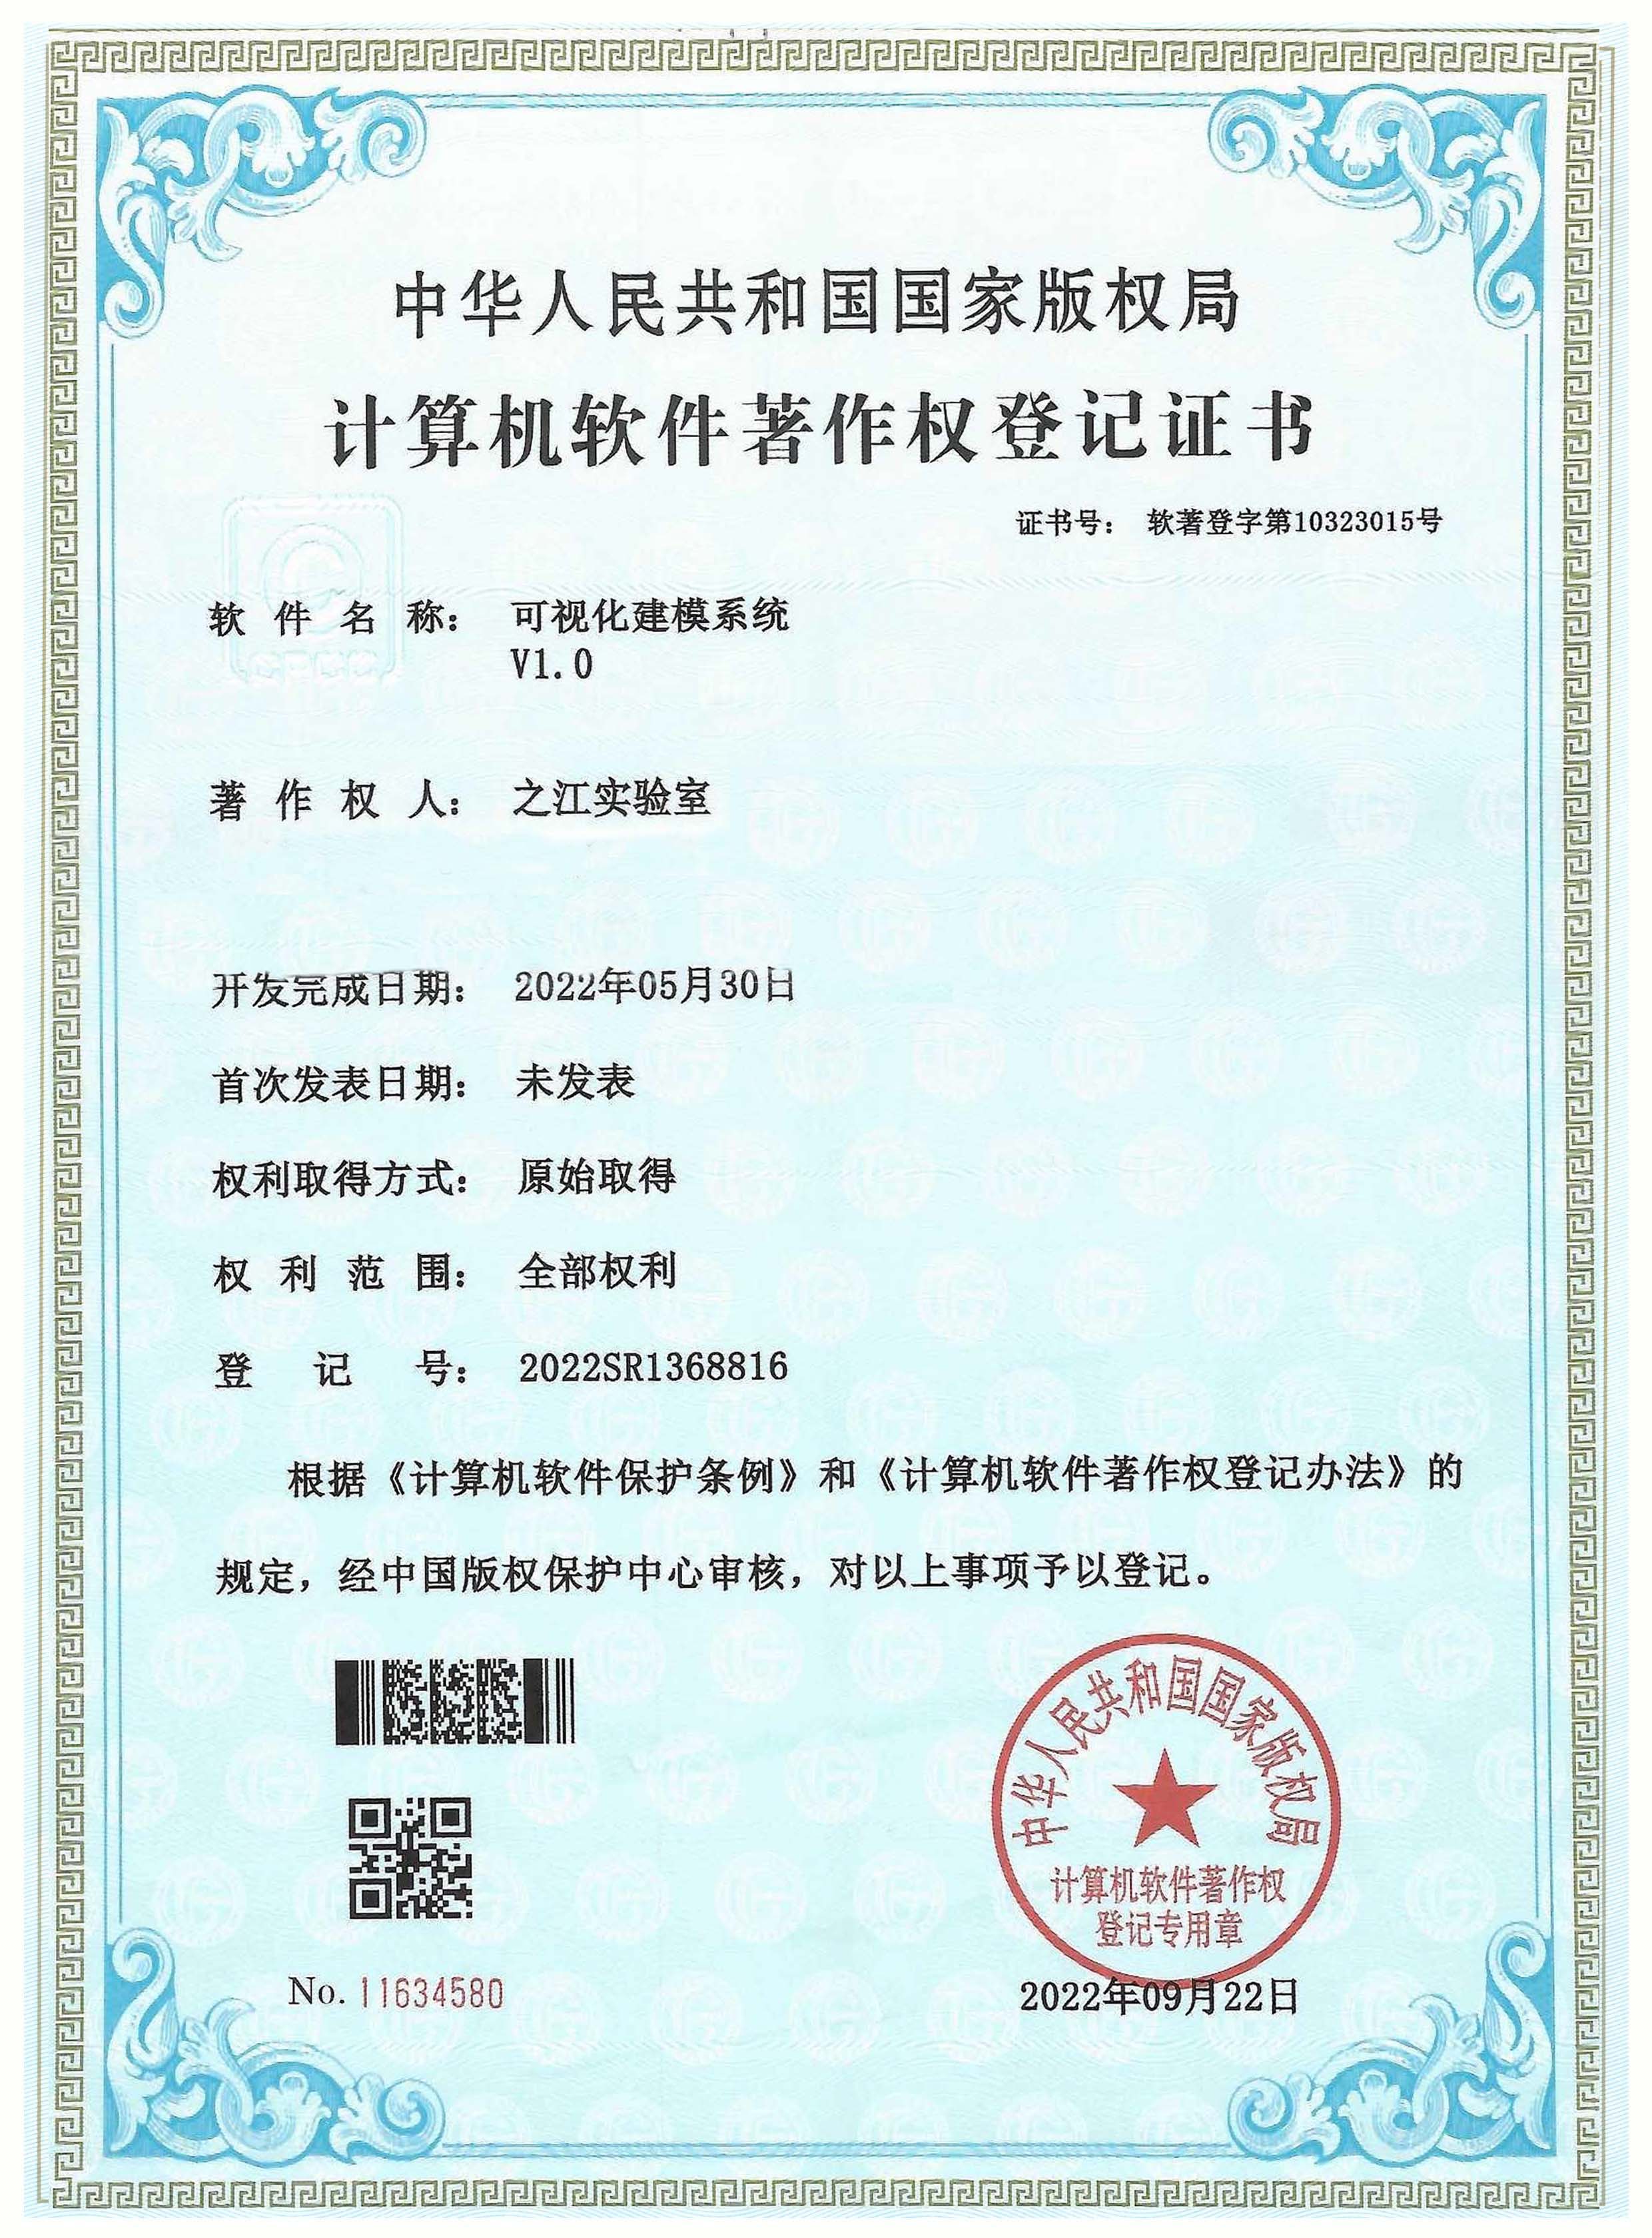 中华人民共和国国家版权局
计算机软件著作权登记证书
证书号： 软著登字第10323015号
软件名称： 可视化建模系统
V1.0
著作权人： 之江实验室
开发完成日期： 2022年05月30日
首次发表日期： 未发表
权利取得方式： 原始取得
权利范围： 全部权利
登记号： 2022SR1368816
根据《计算机软件保护条例》和《计算机软件著作权登记办法》的
规定，经中国版权保护中心审核，对以上事项予以登记。
中华人民共和国国家版权局
计算机软件著作权
登记专用章
No. 11634580
2022年09月22日